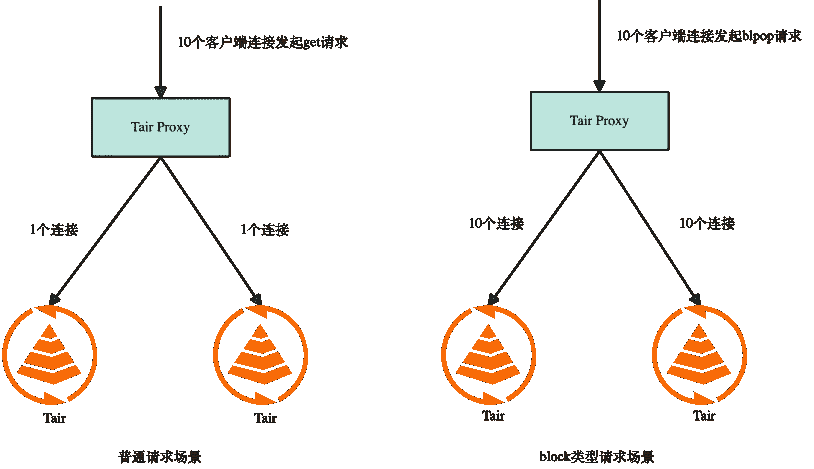 10个客户端连接发起get请求
Tair Proxy
1个连接
1个连接
Tair
Tair
普通请求场景
10个客户端连接发起blpop请求
Tair Proxy
10个连接
10个连接
Tair
Tair
block类型请求场景